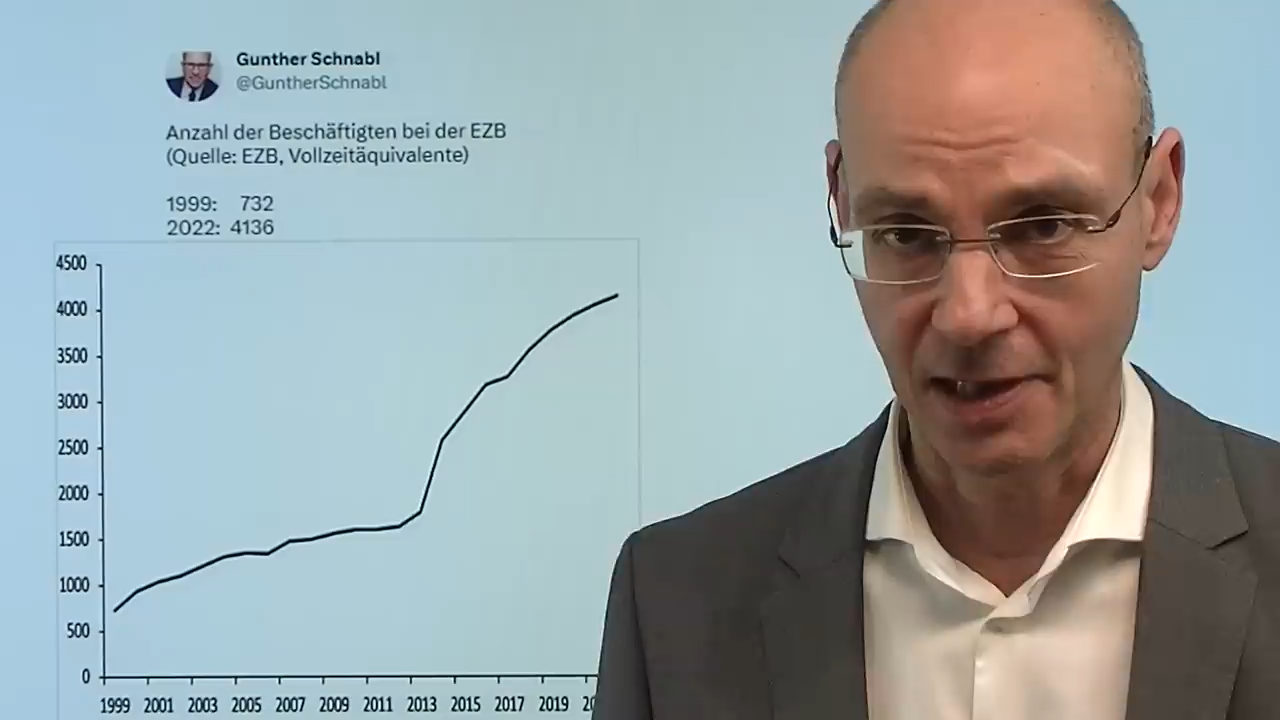 Gunther Schnabl
@GuntherSchnabl
Anzahl der Beschäftigten bei der EZB
(Quelle: EZB, Vollzeitäquivalente)
1999: 732
2022: 4136
4500
4000
3500
3000
2500
2000
1500
1000
500
0
1999 2001 2003 2005 2007 2009 2011 2013 2015 2017 2019